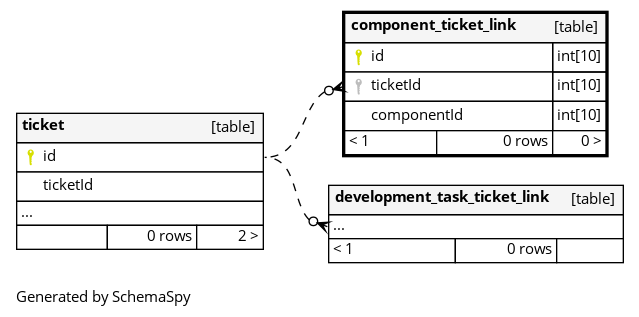 component_ticket_link [table]
id int[10]
ticketId int[10]
componentId int[10]
< 1 0 rows 0 >
ticket [table]
id
ticketId
...
0 rows 2 >
development_task_ticket_link [table]
...
< 1 0 rows
Generated by SchemaSpy